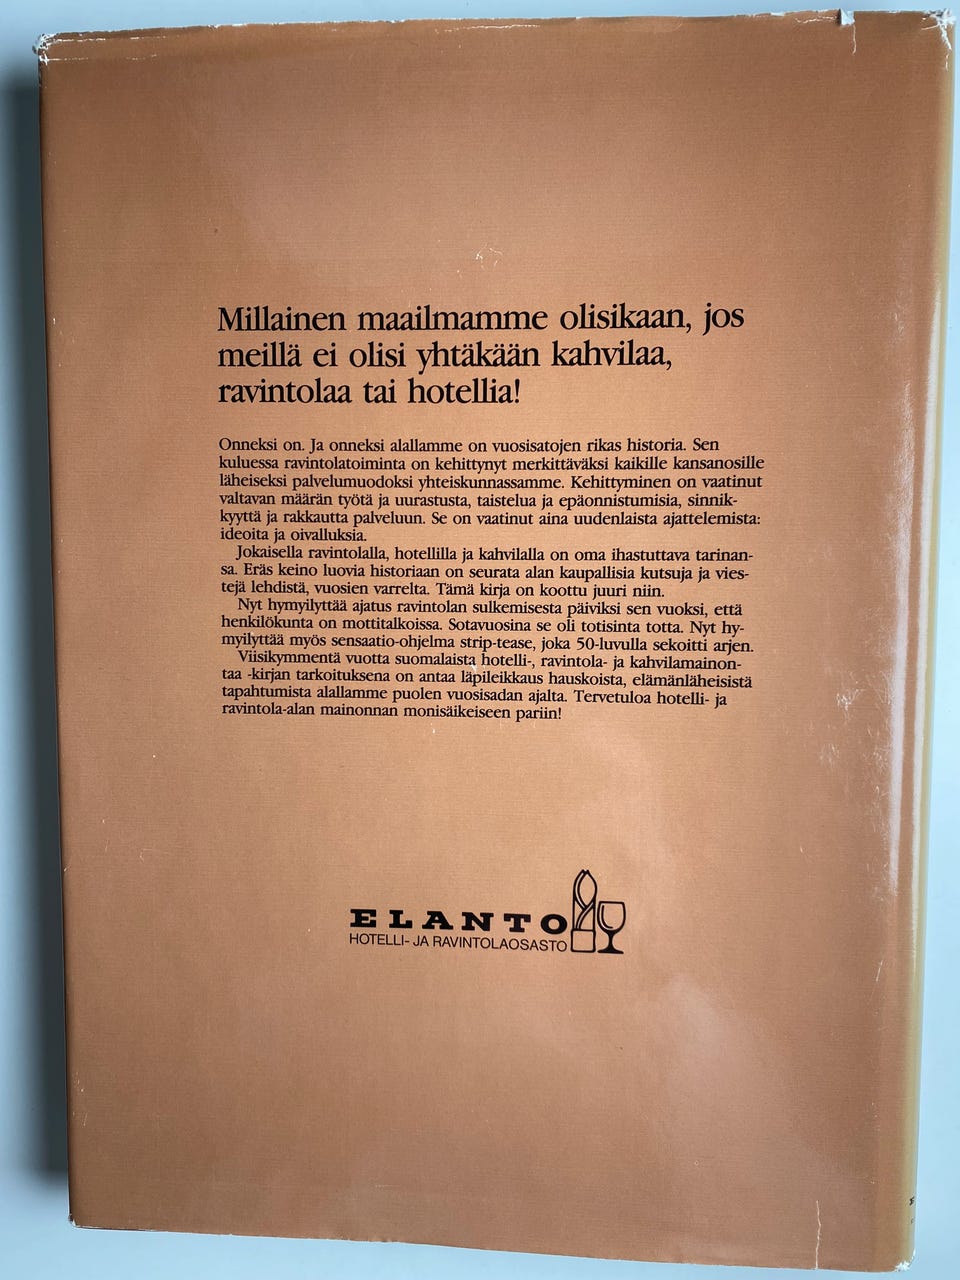 Millainen maailmamme olisikaan, jos
meillä ei olisi yhtäkään kahvilaa,
ravintolaa tai hotellia!
Onneksi on. Ja onneksi alallamme on vuosisatojen rikas historia. Sen
kuluessa ravintolatoiminta on kehittynyt merkittäväksi kaikille kansanosille
läheiseksi palvelumuodoksi yhteiskunnassamme. Kehittyminen on vaatinut
valtavan määrän työtä ja uurastusta, taistelua ja epäonnistumisia, sinnik-
kyyttä ja rakkautta palveluun. Se on vaatinut aina uudenlaista ajattelemista:
ideoita ja oivalluksia.
Jokaisella ravintolalla, hotellilla ja kahvilalla on oma ihastuttava tarinan-
sa. Eräs keino luovia historiaan on seurata alan kaupallisia kutsuja ja vies-
tejä lehdistä, vuosien varrelta. Tämä kirja on koottu juuri niin.
Nyt hymyilyttää ajatus ravintolan sulkemisesta päiviksi sen vuoksi, että
henkilökunta on mottitalkoissa. Sotavuosina se oli totisinta totta. Nyt hy-
myilyttää myös sensaatio-ohjelma strip-tease, joka 50-luvulla sekoitti arjen.
Viisikymmentä vuotta suomalaista hotelli-, ravintola- ja kahvilamainon-
taa -kirjan tarkoituksena on antaa läpileikkaus hauskoista, elämänläheisistä
tapahtumista alallamme puolen vuosisadan ajalta. Tervetuloa hotelli- ja
ravintola-alan mainonnan monisäikeiseen pariin!
ELANTO
HOTELLI- JA RAVINTOLAOSASTO